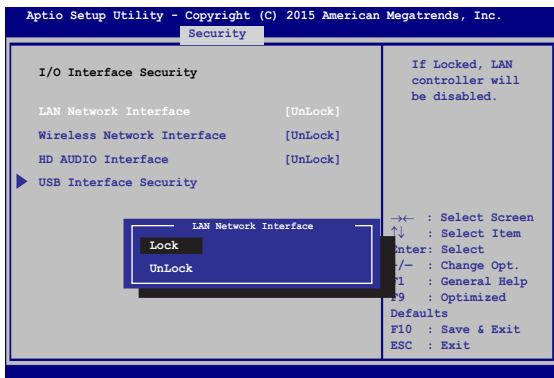 Aptio Setup Utility - Copyright (C) 2015 American Megatrends, Inc.
Security
I/O Interface Security
LAN Network Interface [UnLock]
Wireless Network Interface [UnLock]
HD AUDIO Interface [UnLock]
USB Interface Security
LAN Network Interface
Lock
UnLock
If Locked, LAN
controller will
be disabled.
→← : Select Screen
↑↓ : Select Item
Enter: Select
+/— : Change Opt.
F1 : General Help
F9 : Optimized
Defaults
F10 : Save & Exit
ESC : Exit